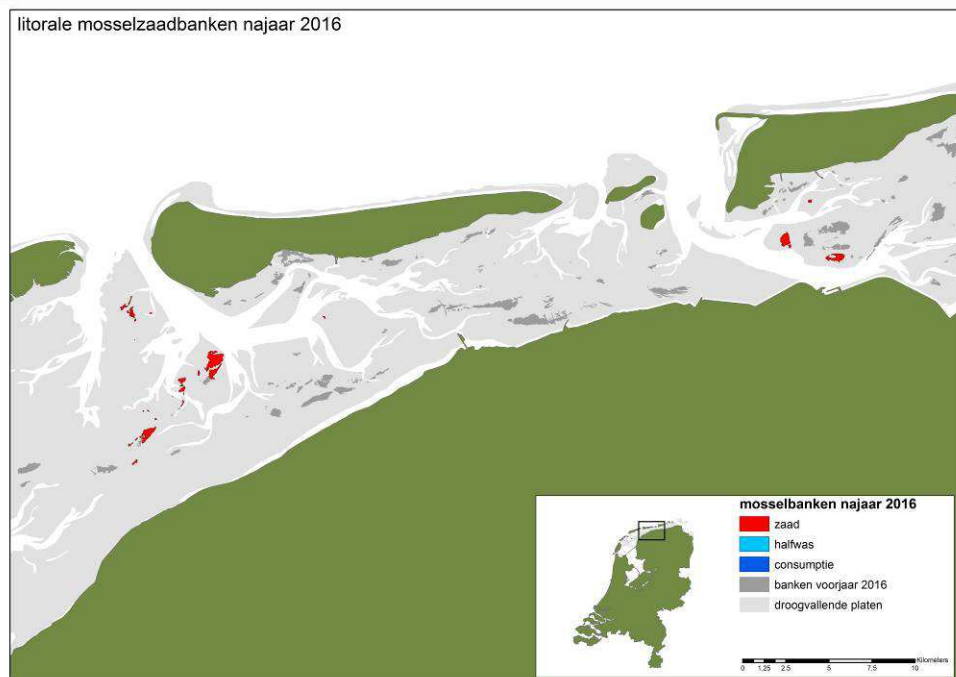 litorale mosselzaadbanken najaar 2016
mosselbanken najaar 2016
zaad
halfwas
consumptie
banken voorjaar 2016
droogvallende platen
Kilometers
0 1,25 2,5 5 7,5 10